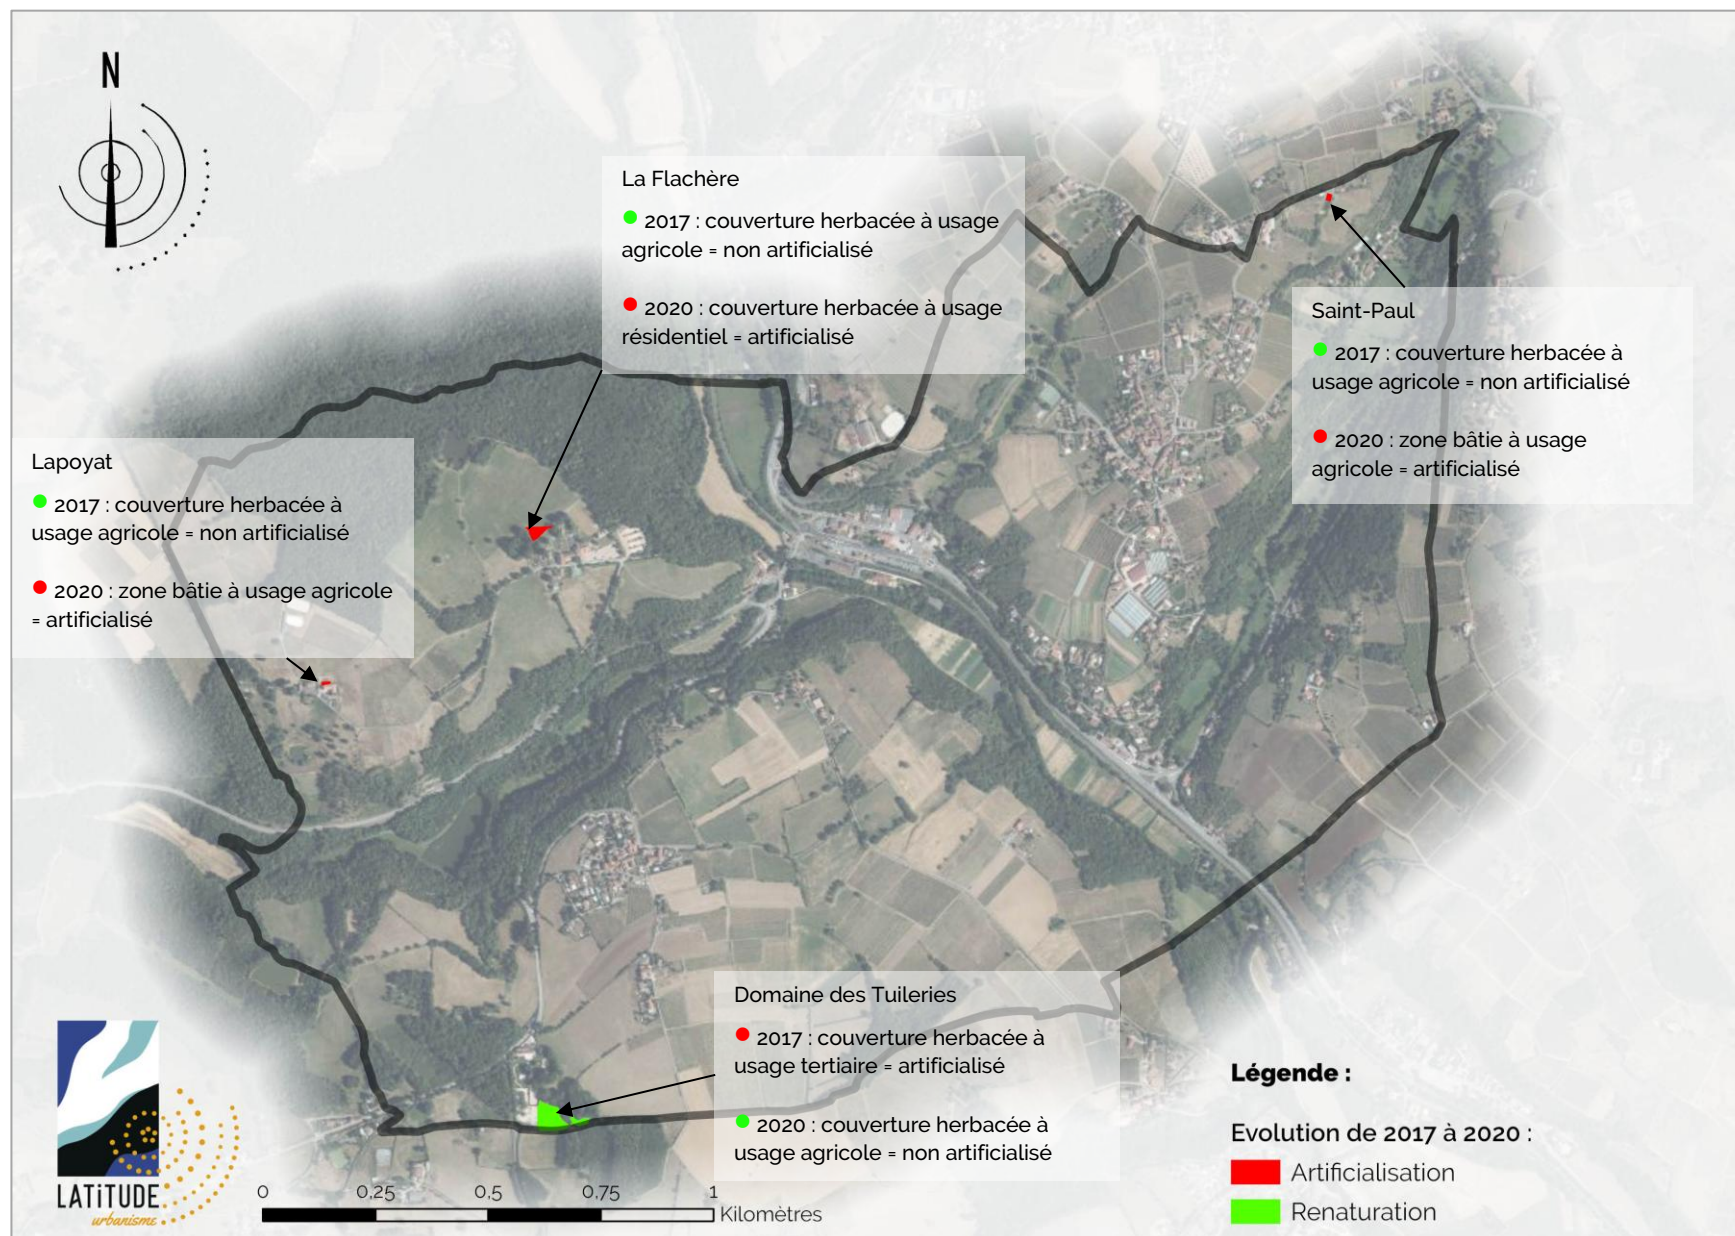 N
La Flachère
2017 : couverture herbacée à usage
agricole = non artificialisé
2020 : couverture herbacée à usage
résidentiel = artificialisé
Saint-Paul
2017 : couverture herbacée à
usage agricole = non artificialisé
2020 : zone bâtie à usage
agricole = artificialisé
Lapoyat
2017 : couverture herbacée à
usage agricole = non artificialisé
2020 : zone bâtie à usage agricole
= artificialisé
Domaine des Tuileries
2017 : couverture herbacée à
usage tertiaire = artificialisé
2020 : couverture herbacée à
usage agricole = non artificialisé
LATiTUDE
urbanisme
0 0,25 0,5 0,75 1
Kilomètres
Légende :
Evolution de 2017 à 2020 :
Artificialisation
Renaturation